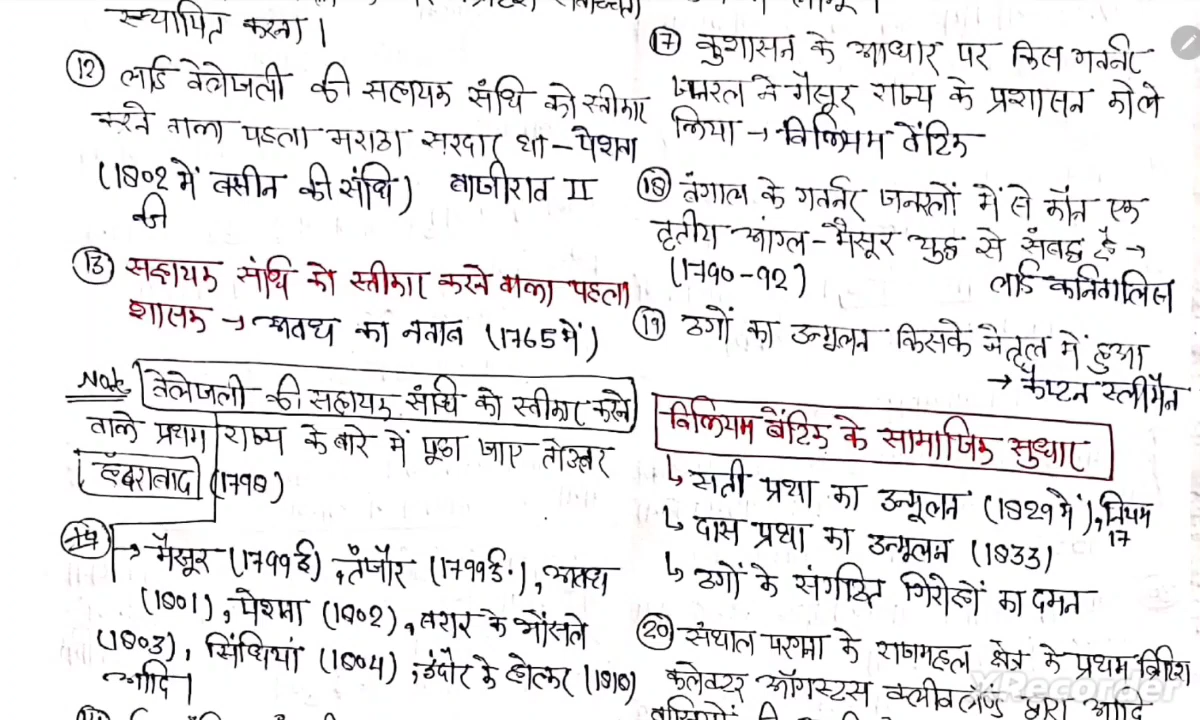 स्थापित करना।
⑫ लार्ड वेलेजली की सहायक संधि को स्वीकार
करने वाला पहला मराठा सरदार था - पेशवा
(1802 में बसीन की संधि) बाजीराव II
की
⑬ सहायक संधि को स्वीकार करने वाला पहला
शासक → अवध का नवाब (1765 में)
Note वेलेजली की सहायक संधि को स्वीकार करने
वाले प्रथम राज्य के बारे में पूछा जाए तो उत्तर
हैदराबाद (1798)
⑭ → मैसूर (1799 ई), तंजौर (1799 ई.), अवध
(1801), पेशवा (1802), बरार के भोंसले
(1803), सिंधिया (1804), इंदौर के होल्कर (1818)
आदि।
⑰ कुशासन के आधार पर किस गवर्नर
जनरल ने मैसूर राज्य के प्रशासन को ले
लिया → विलियम बेंटिक
⑱ बंगाल के गवर्नर जनरलों में से कौन एक
तृतीय आंग्ल - मैसूर युद्ध से संबद्ध है →
(1790-92) लार्ड कार्नवालिस
⑲ ठगों का उन्मूलन किसके नेतृत्व में हुआ
→ कैप्टन स्लीमैन
विलियम बैंटिक के सामाजिक सुधार
↳ सती प्रथा का उन्मूलन (1829 में), नियम
17
↳ दास प्रथा का उन्मूलन (1833)
↳ ठगों के संगठित गिरोहों का दमन
⑳ संथाल परगना के राजमहल क्षेत्र के प्रथम ब्रिटिश
कलेक्टर ऑगस्टस क्लीवलैण्ड द्वारा आदि
XRecorder